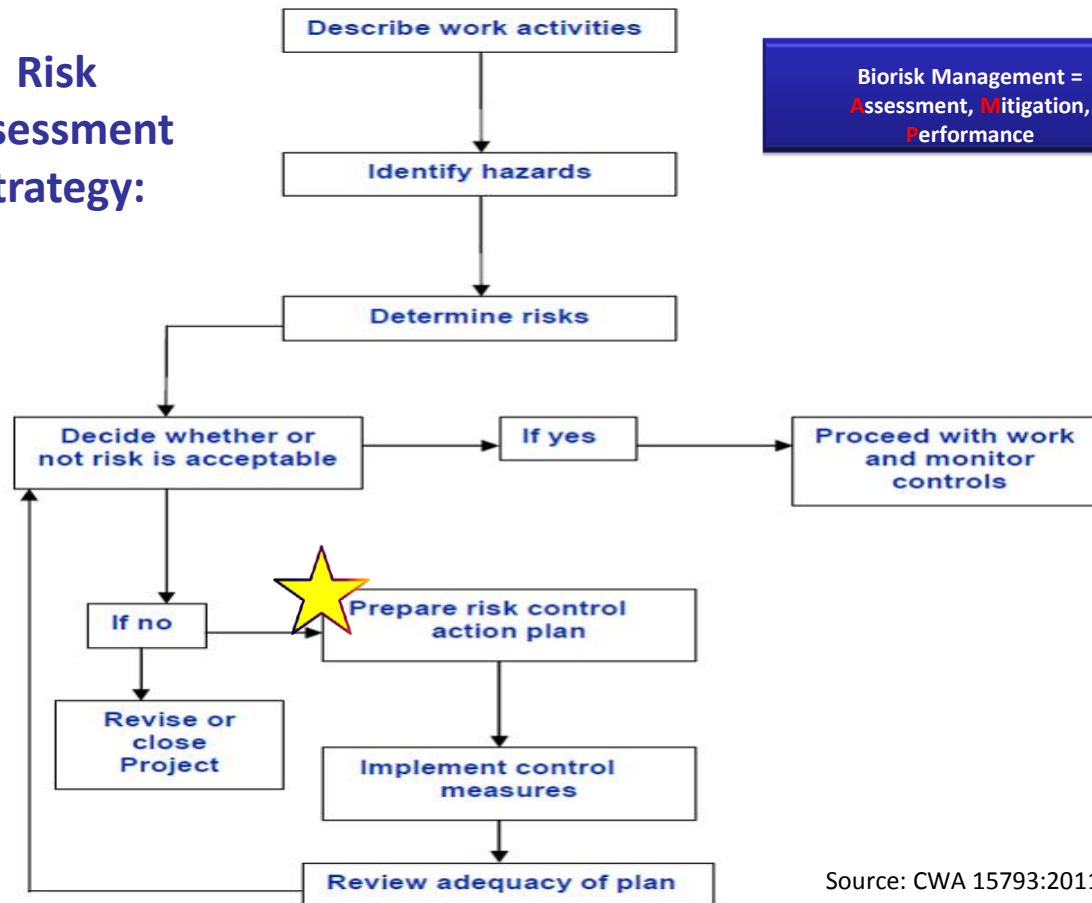 Risk
sessment
trategy:
Describe work activities
Biorisk Management =
Assessment, Mitigation,
Performance
Identify hazards
Determine risks
Decide whether or
not risk is acceptable
If yes
Proceed with work
and monitor
controls
If no
Prepare risk control
action plan
Revise or
close
Project
Implement control
measures
Review adequacy of plan
Source: CWA 15793:2011